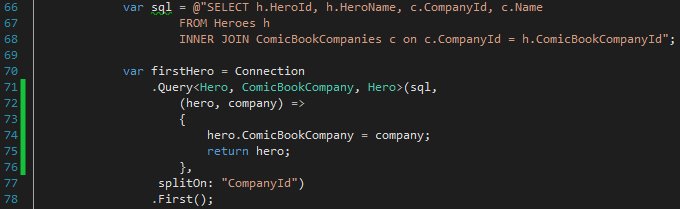 66 var sql = @"SELECT h.HeroId, h.HeroName, c.CompanyId, c.Name
67 FROM Heroes h
68 INNER JOIN ComicBookCompanies c on c.CompanyId = h.ComicBookCompanyId";
69
70 var firstHero = Connection
71 .Query<Hero, ComicBookCompany, Hero>(sql,
72 (hero, company) =>
73 {
74 hero.ComicBookCompany = company;
75 return hero;
76 },
77 splitOn: "CompanyId")
78 .First();